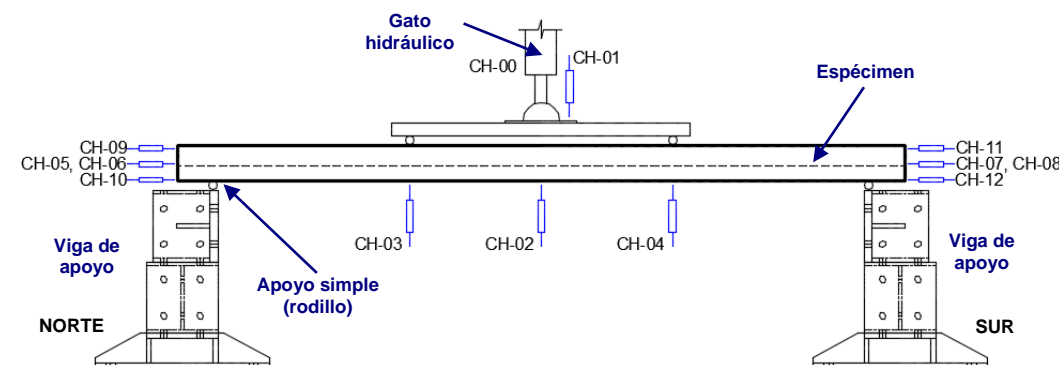 Gato
hidráulico
CH-00
CH-01
Espécimen
CH-09
CH-05, CH-06
CH-10
CH-11
CH-07, CH-08
CH-12
CH-03
CH-02
CH-04
Viga de
apoyo
Viga de
apoyo
Apoyo simple
(rodillo)
NORTE
SUR